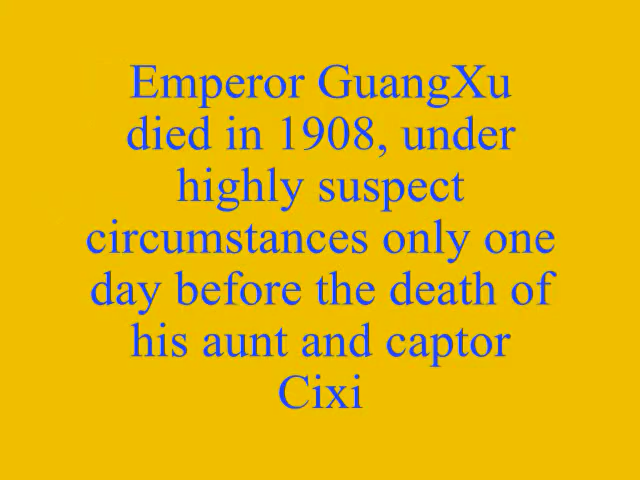 Emperor GuangXu
died in 1908, under
highly suspect
circumstances only one
day before the death of
his aunt and captor
Cixi